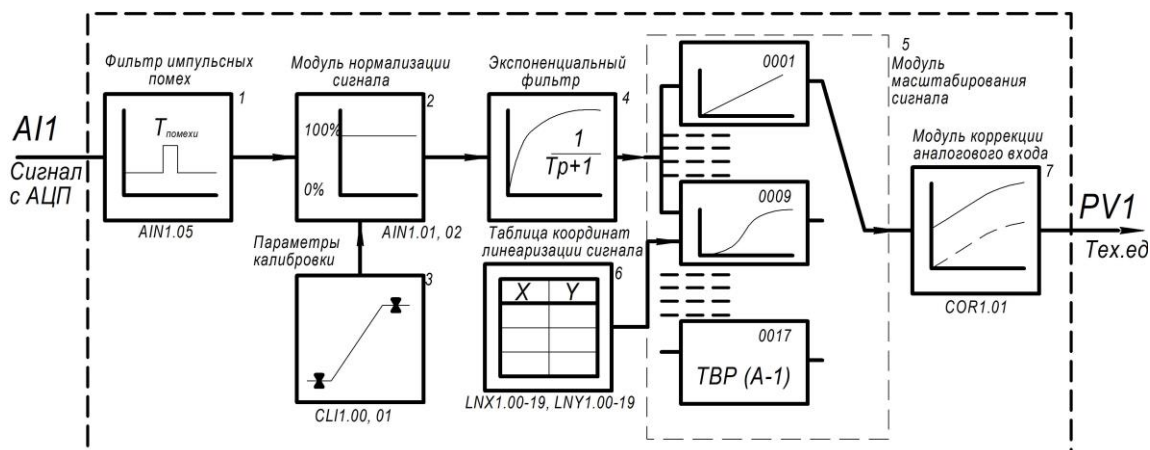 Фильтр импульсных
помех
1
AI1
Сигнал
с АЦП
Tпомехи
AIN1.05
Модуль нормализации
сигнала
2
100%
0%
AIN1.01, 02
Параметры
калибровки
3
CLI1.00, 01
Экспоненциальный
фильтр
4
1
Tp+1
Таблица координат
линеаризации сигнала
6
X Y
LNX1.00-19, LNY1.00-19
5
Модуль
масштабирования
сигнала
0001
0009
0017
ТВР (А-1)
Модуль коррекции
аналогового входа
7
COR1.01
PV1
Тех.ед